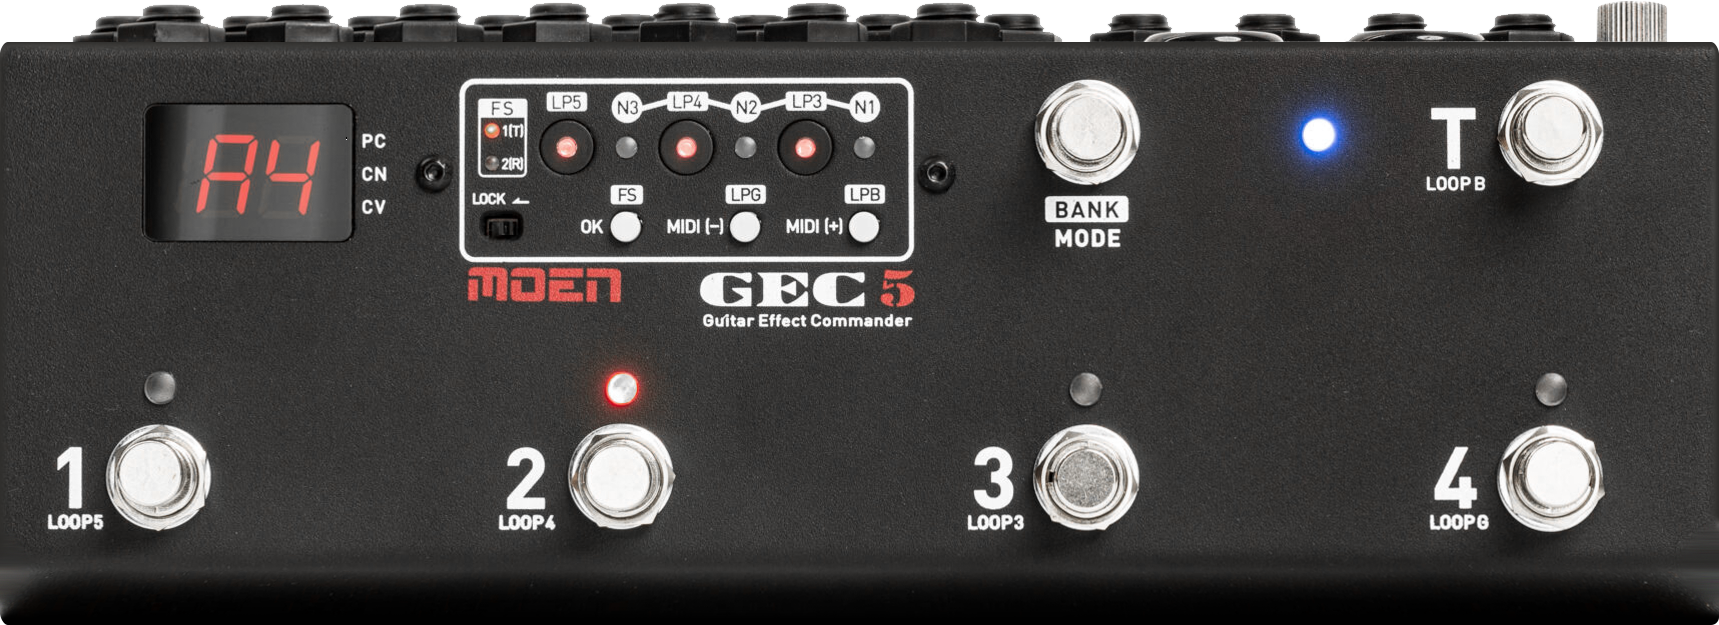 A4
PC
CN
CV
FS
1(T)
2(R)
LP5
N3
LP4
N2
LP3
N1
LOCK
FS
LPG
LPB
OK
MIDI (-)
MIDI (+)
MOEN
GEC 5
Guitar Effect Commander
BANK
MODE
T
LOOP B
1
LOOP5
2
LOOP4
3
LOOP3
4
LOOPG